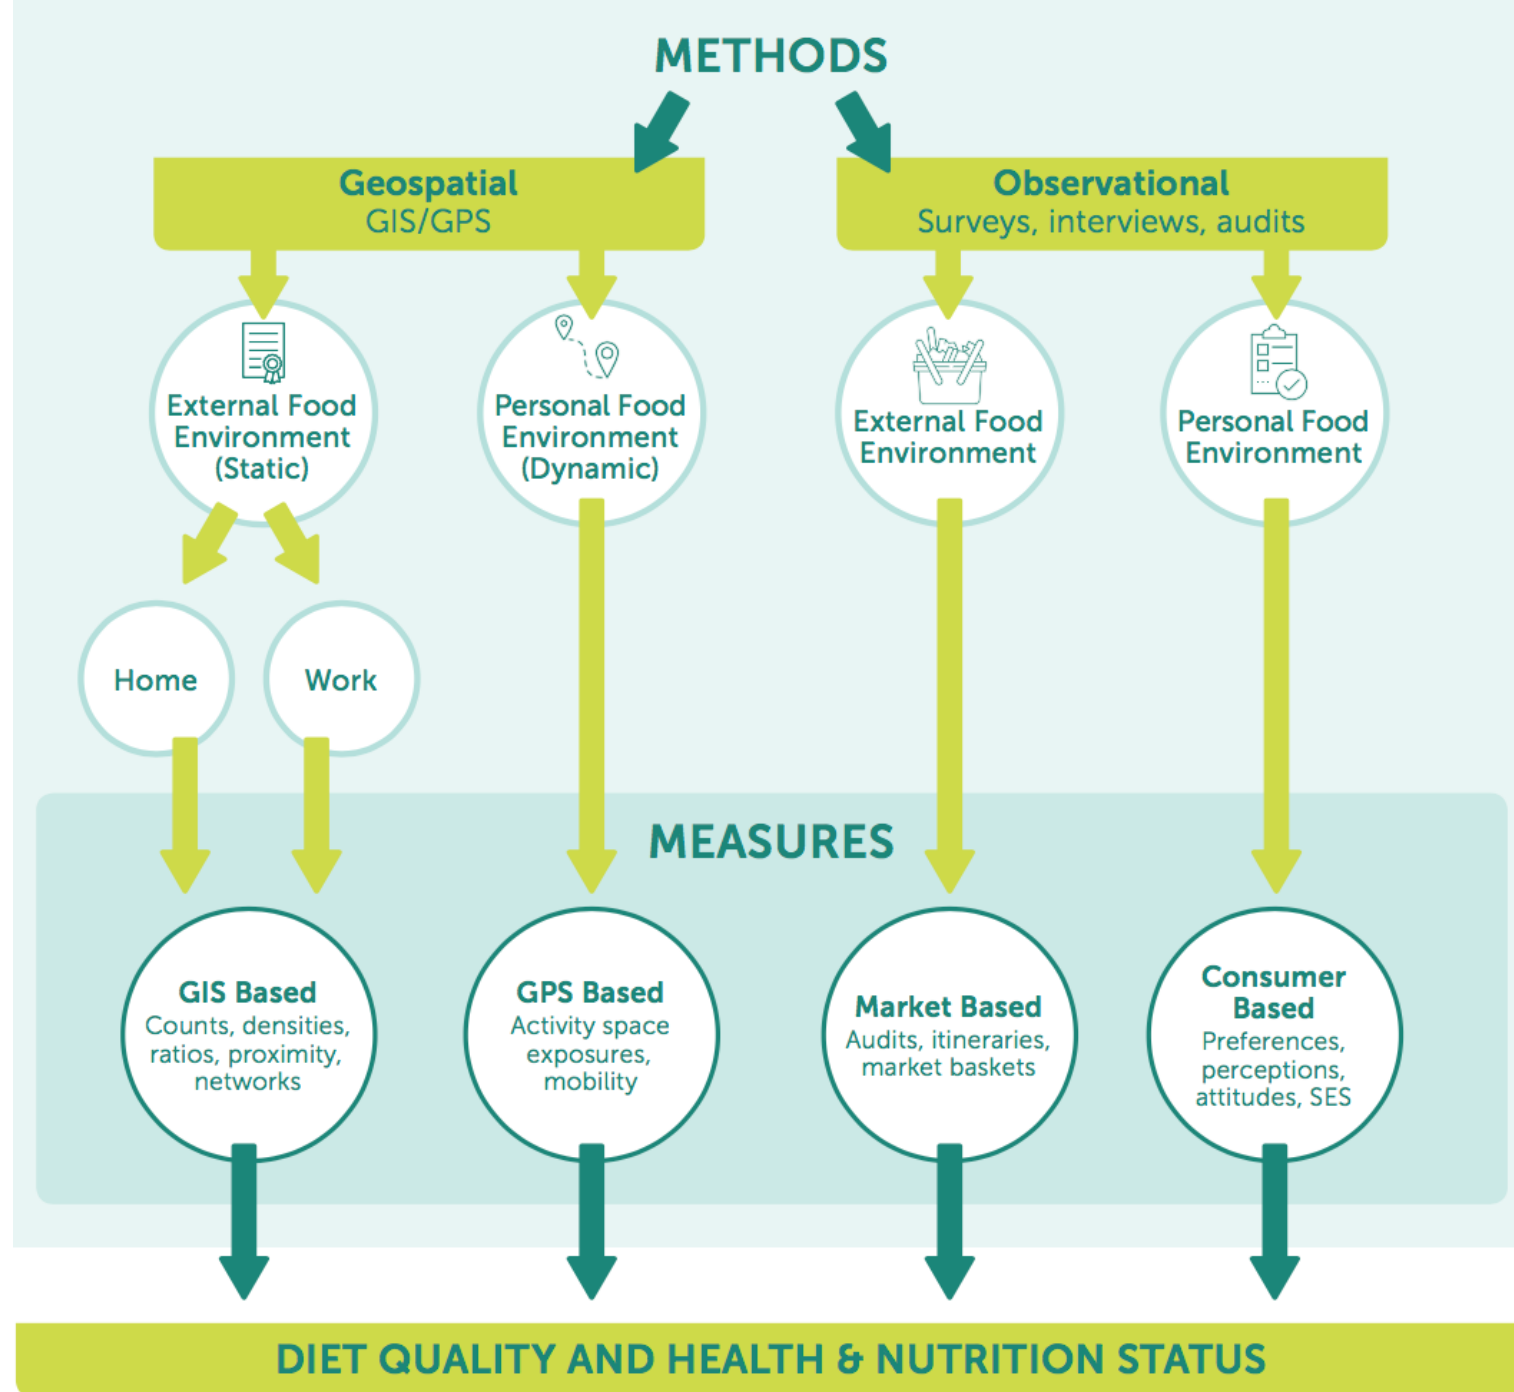 METHODS
Geospatial
GIS/GPS
Observational
Surveys, interviews, audits
External Food
Environment
(Static)
Personal Food
Environment
(Dynamic)
External Food
Environment
Personal Food
Environment
Home
Work
MEASURES
GIS Based
Counts, densities,
ratios, proximity,
networks
GPS Based
Activity space
exposures,
mobility
Market Based
Audits, itineraries,
market baskets
Consumer
Based
Preferences,
perceptions,
attitudes, SES
DIET QUALITY AND HEALTH & NUTRITION STATUS